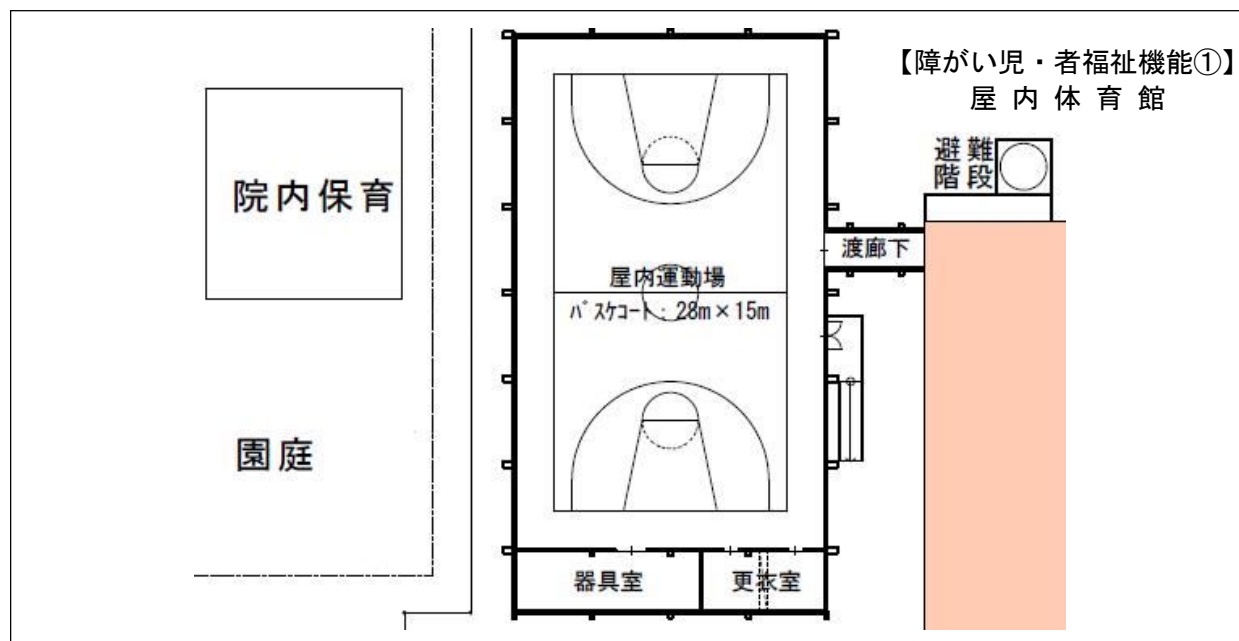 【障がい児・者福祉機能①】
屋内体育館
避難
階段
院内保育
渡廊下
屋内運動場
バスケコート:28m×15m
園庭
器具室
更衣室